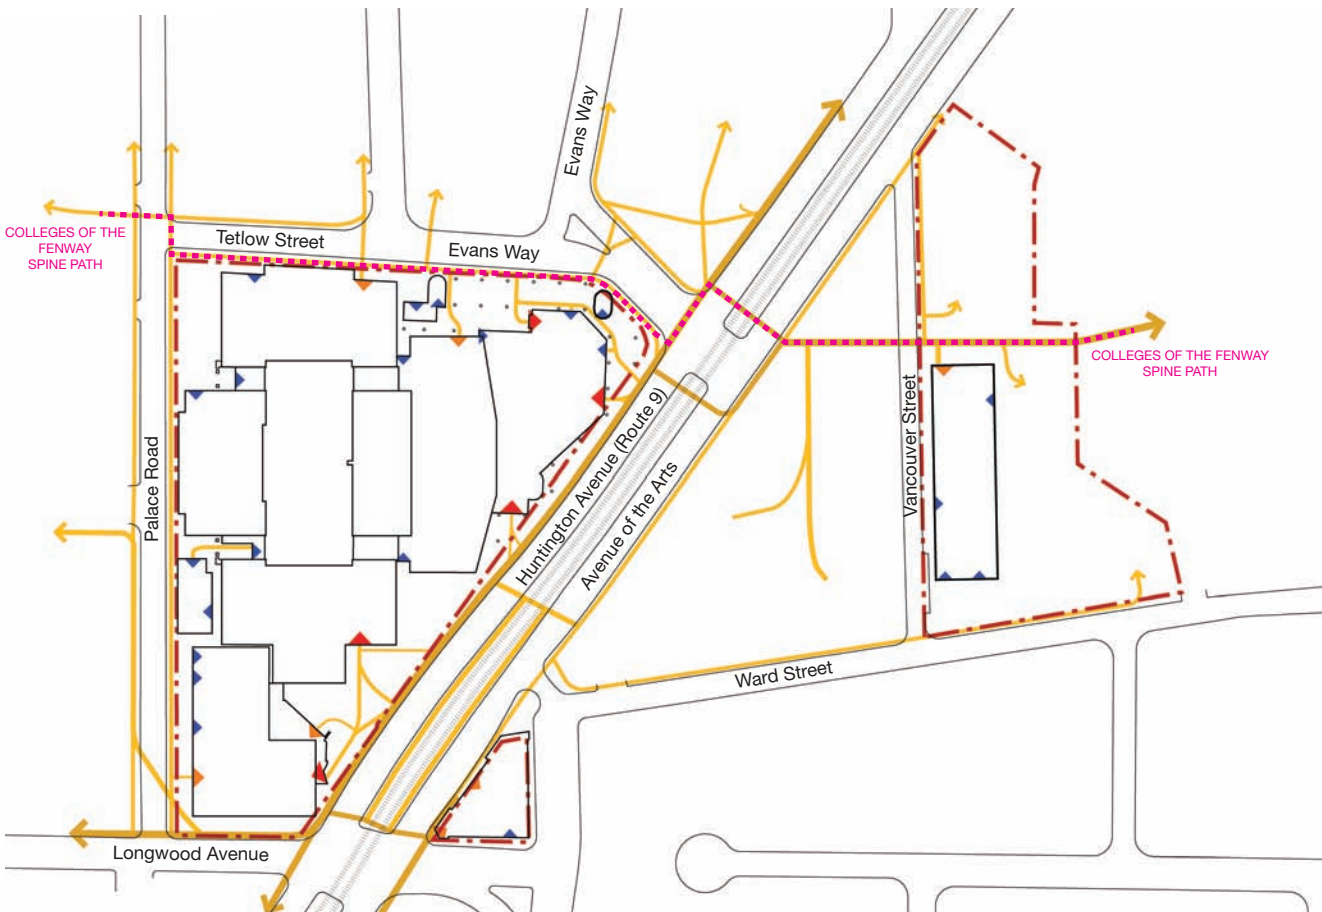 Evans Way
COLLEGES OF THE
FENWAY
SPINE PATH
Tetlow Street
Evans Way
COLLEGES OF THE FENWAY
SPINE PATH
Palace Road
Huntington Avenue (Route 9)
Avenue of the Arts
Vancouver Street
Ward Street
Longwood Avenue